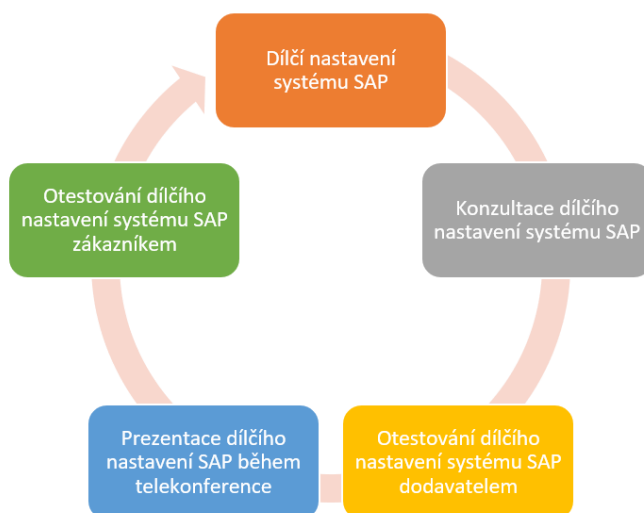 Dílčí nastavení
systému SAP
Konzultace dílčího
nastavení systému SAP
Otestování dílčího
nastavení systému SAP
dodavatelem
Prezentace dílčího
nastavení SAP během
telekonference
Otestování dílčího
nastavení systému SAP
zákazníkem